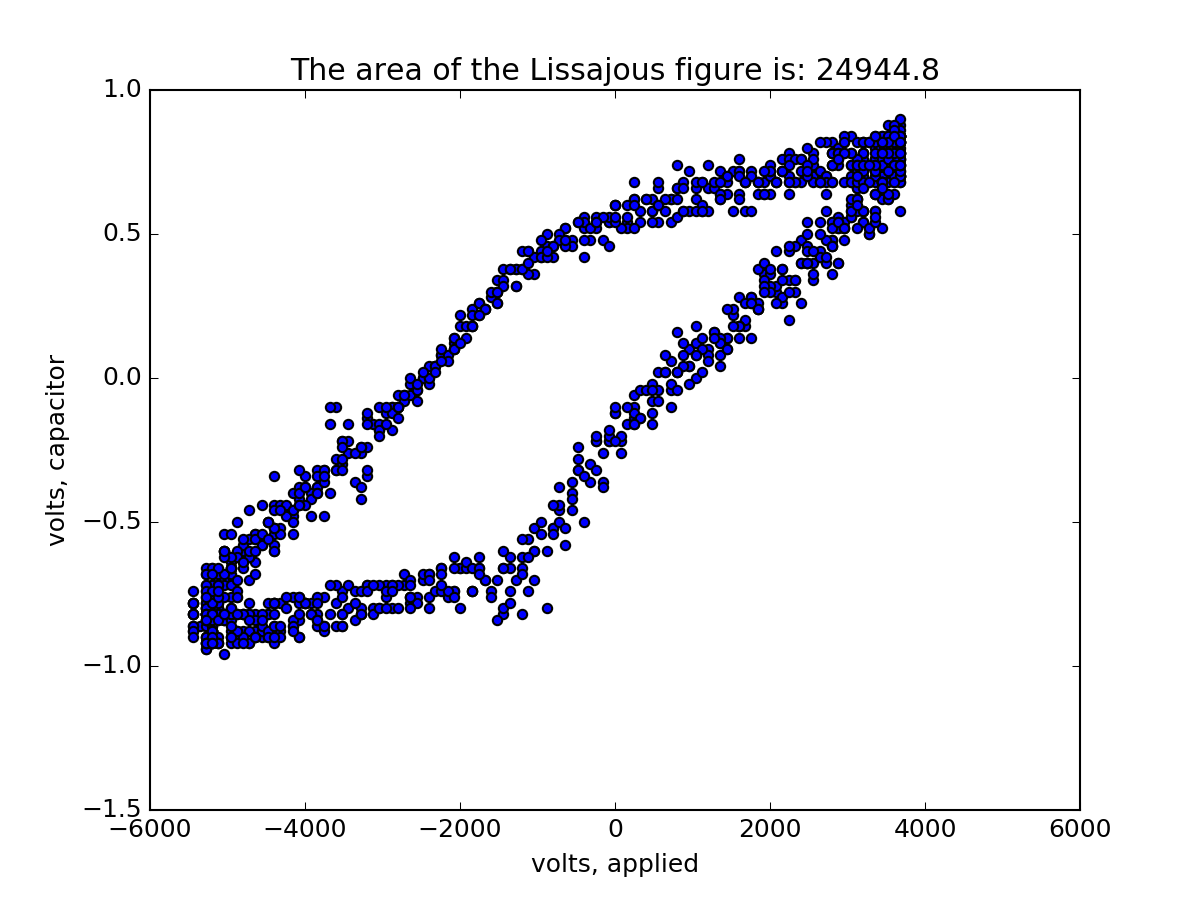 The area of the Lissajous figure is: 24944.8
1.0
0.5
0.0
−0.5
−1.0
−1.5
volts, capacitor
−6000 −4000 −2000 0 2000 4000 6000
volts, applied